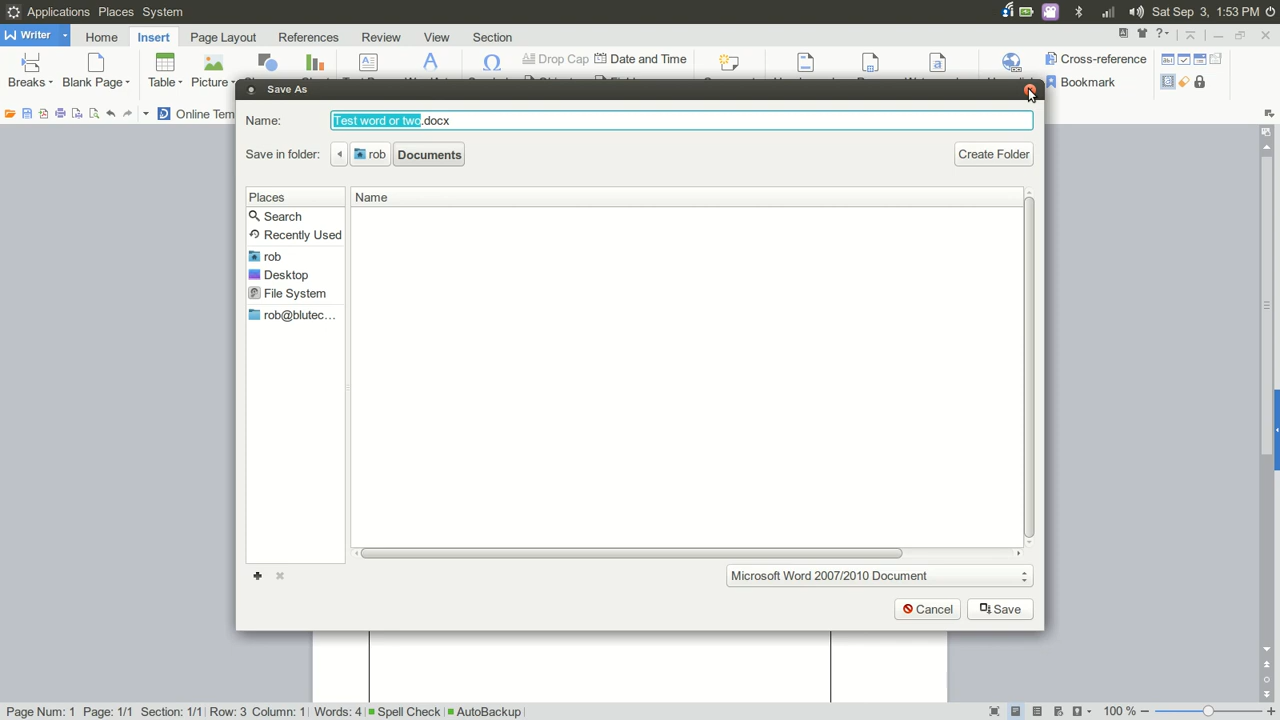 Applications Places System Sat Sep 3, 1:53 PM
Writer Home Insert Page Layout References Review View Section
Drop Cap Date and Time Cross-reference
Breaks Blank Page Table Picture Bookmark
Save As
Online Tem
Name: Test word or two.docx
Save in folder: rob Documents Create Folder
Places Name
Search
Recently Used
rob
Desktop
File System
rob@blutec...
Microsoft Word 2007/2010 Document
Cancel Save
Page Num: 1 Page: 1/1 Section: 1/1 Row: 3 Column: 1 Words: 4 Spell Check AutoBackup 100 %